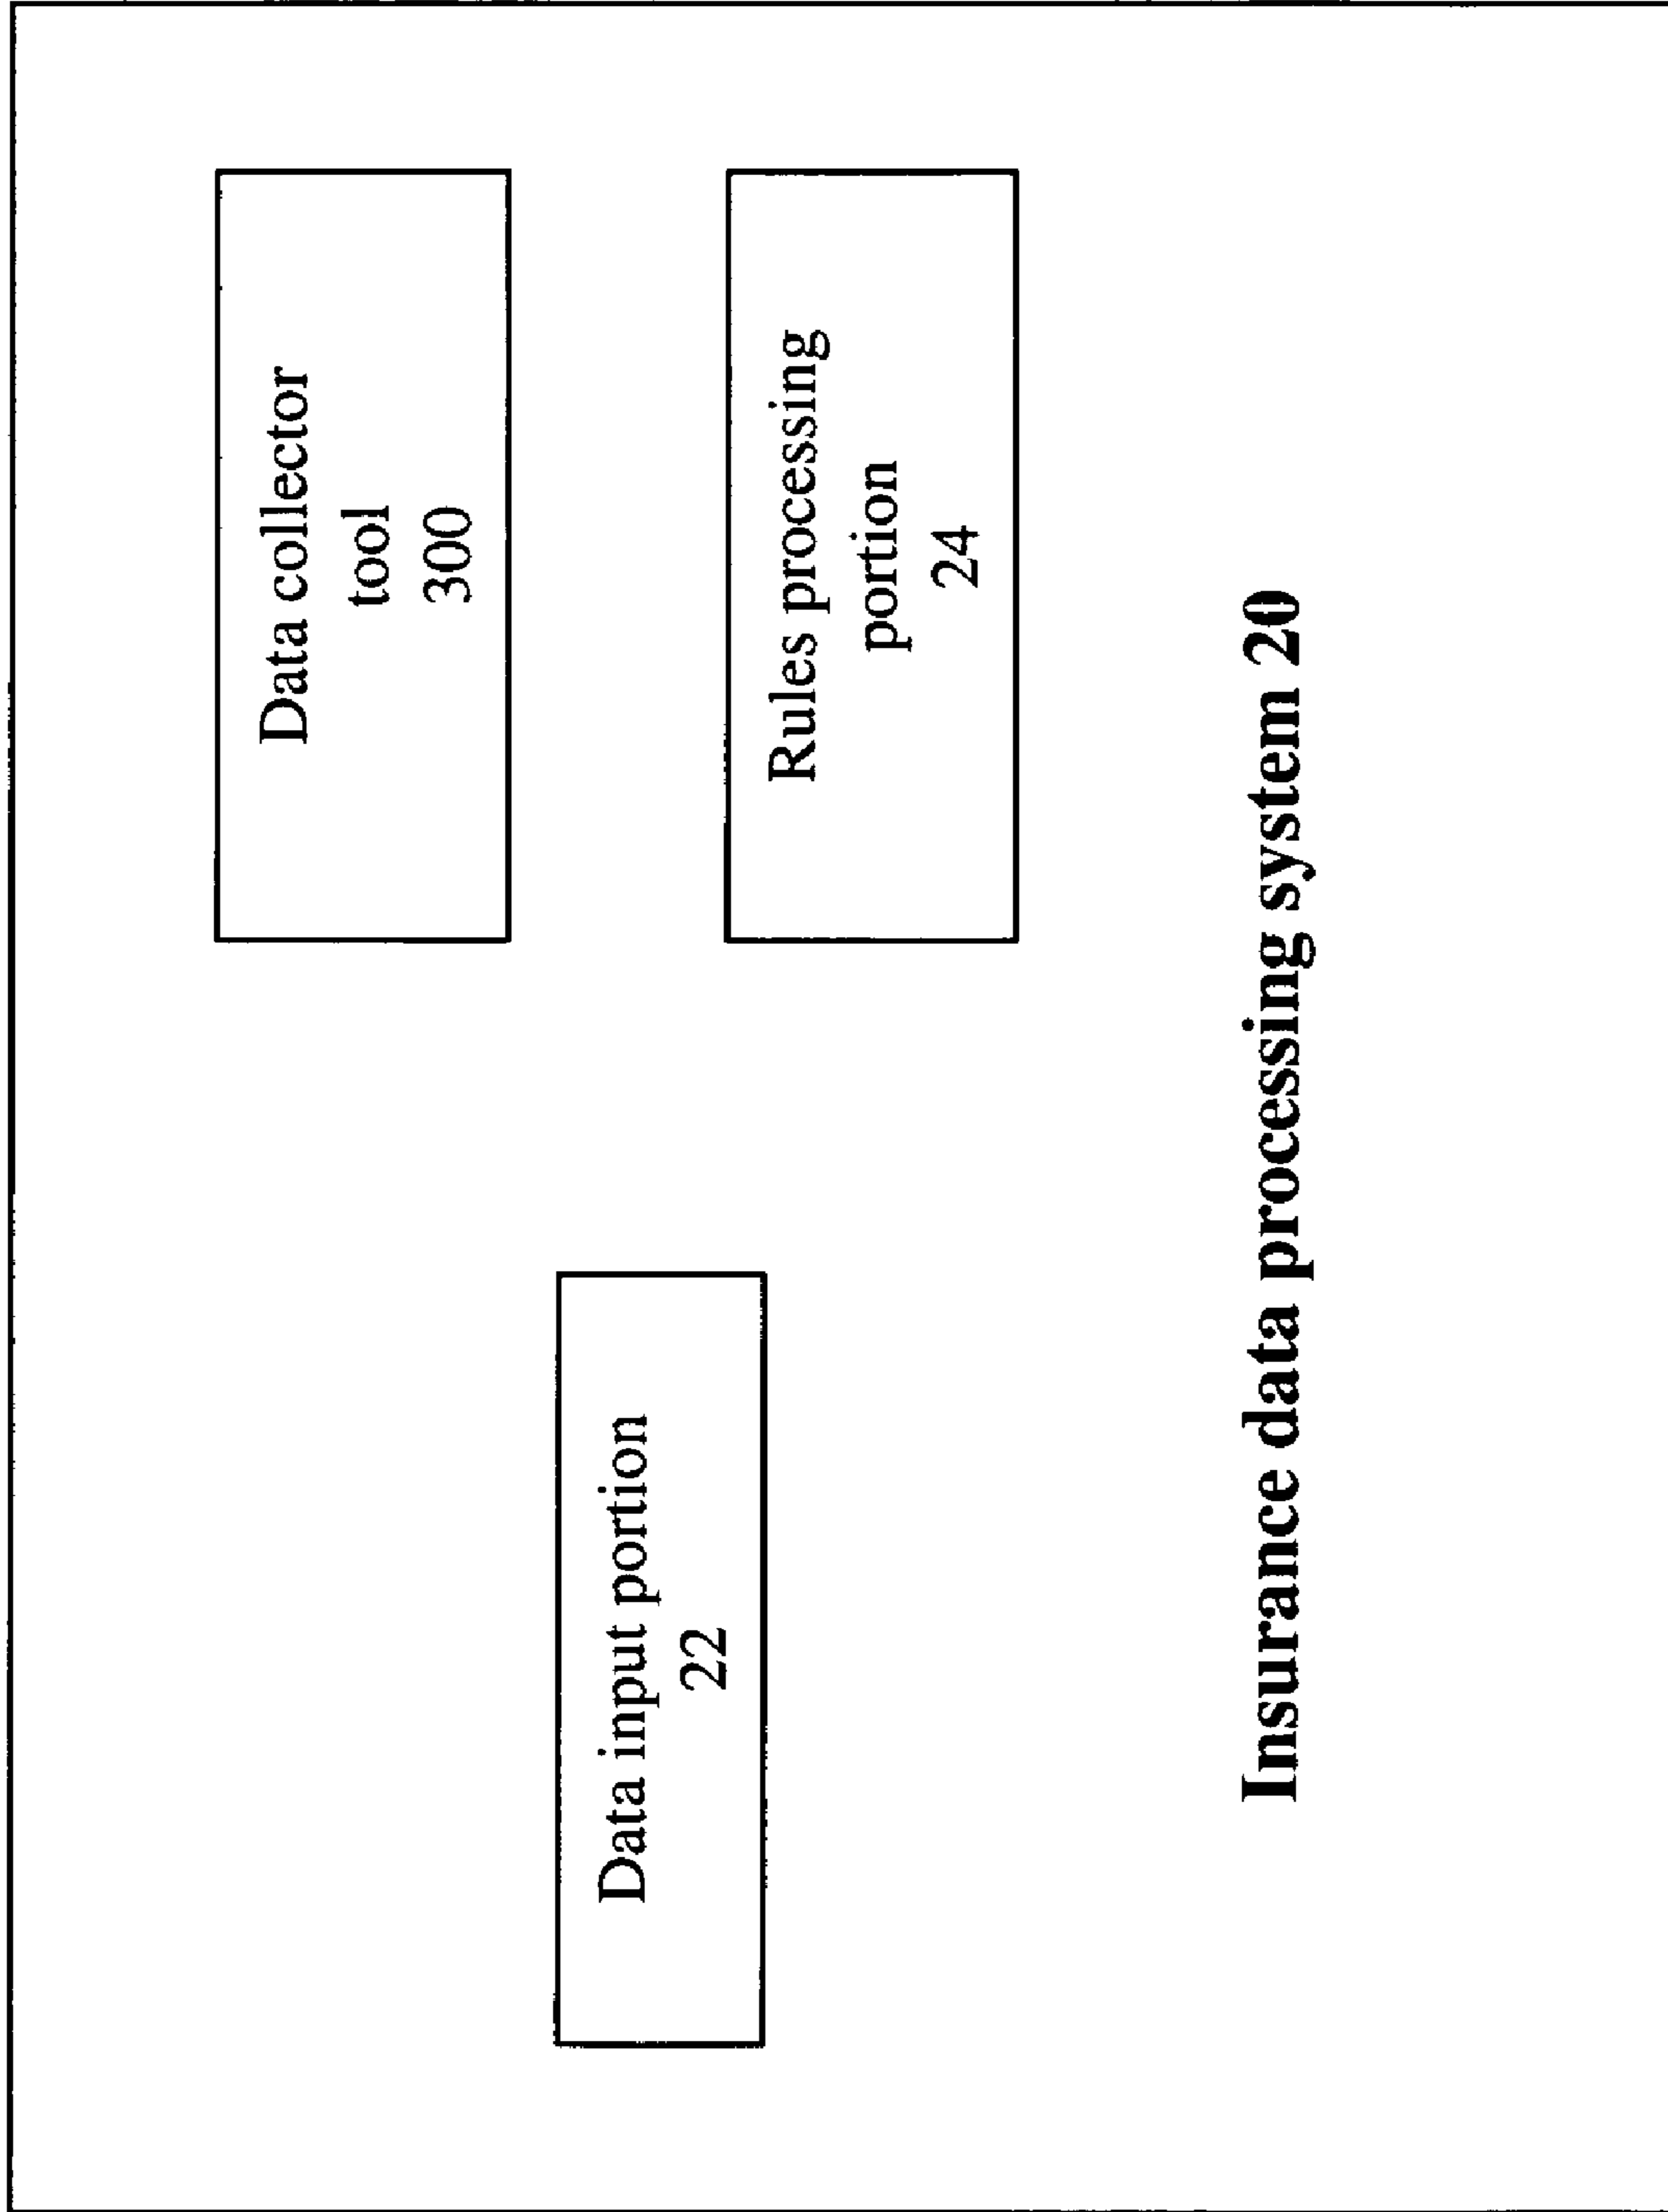 Data collector
tool
300
Data input portion
22
Rules processing
portion
24
Insurance data processing system 20